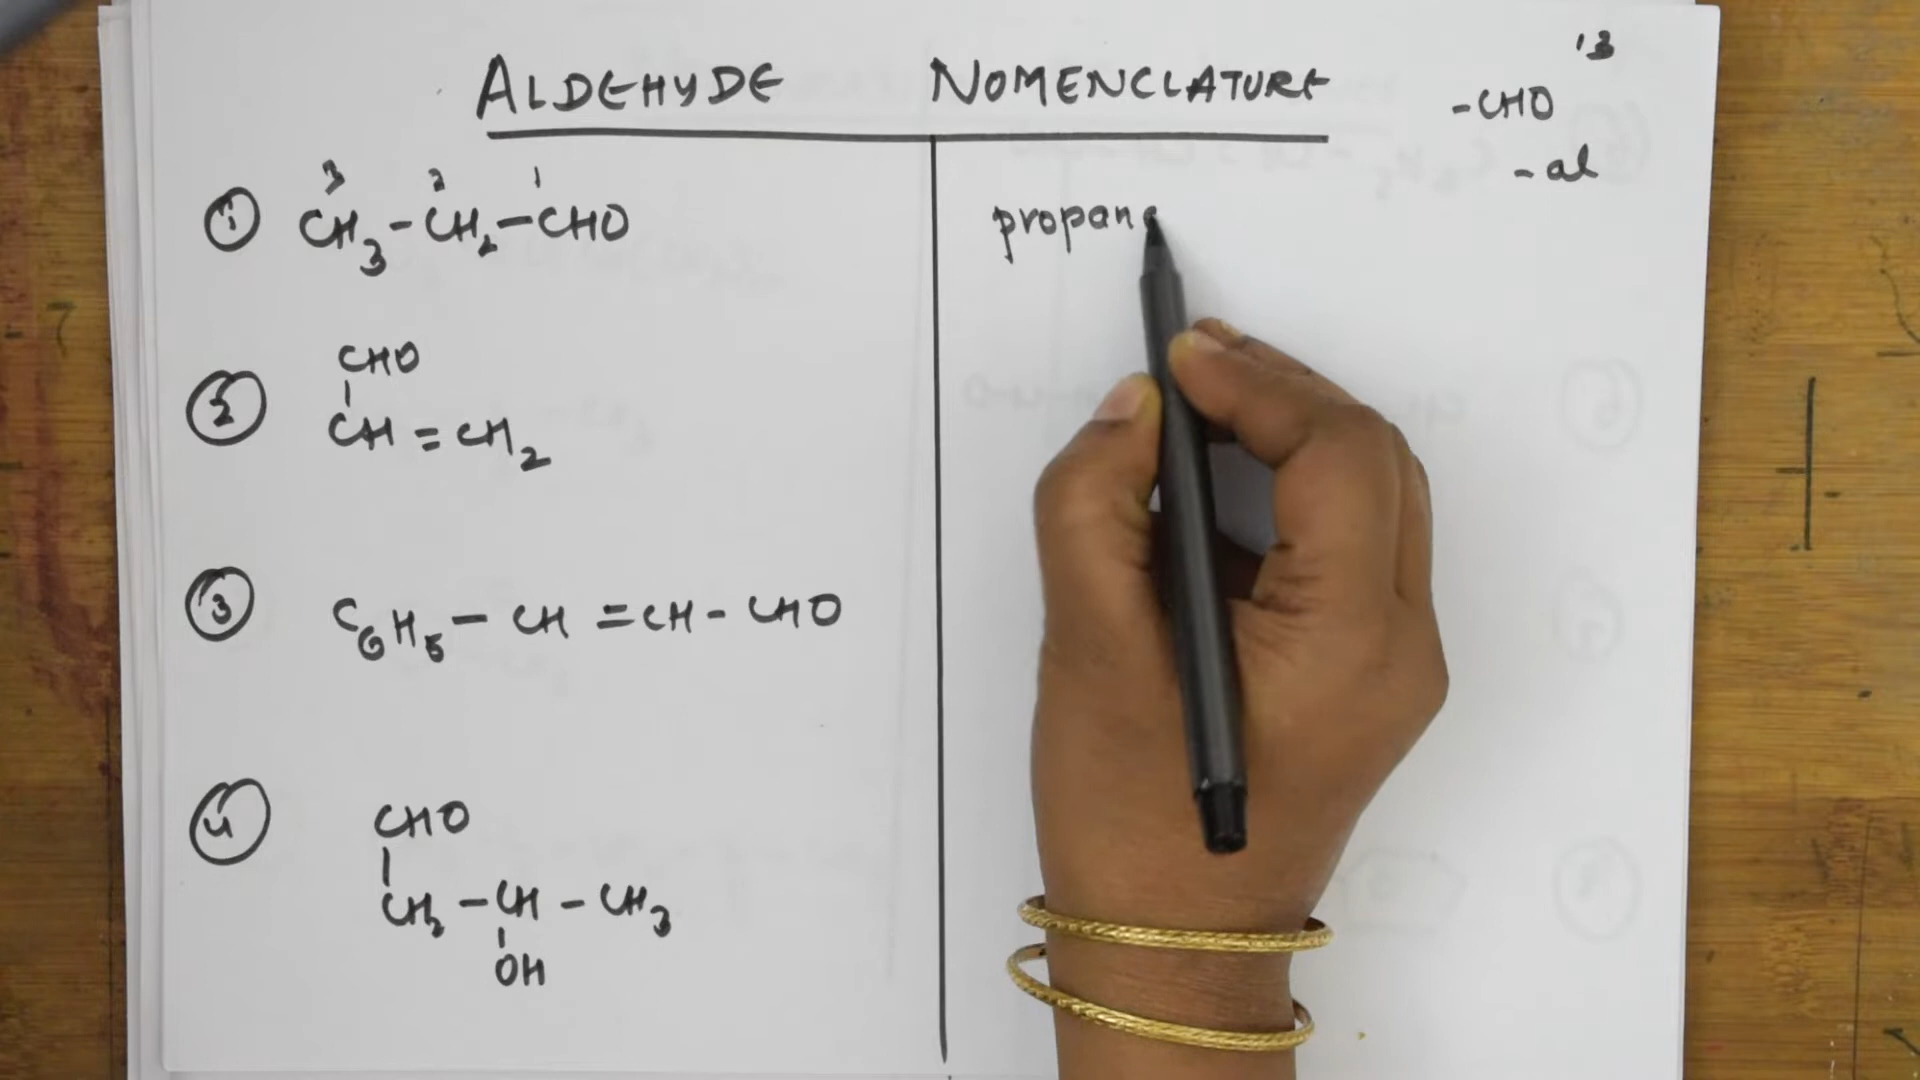 ALDEHYDE NOMENCLATURE
13
-CHO
-al
3 2 1
① CH3-CH2-CHO
propan
② CHO
CH=CH2
③ C6H5-CH=CH-CHO
④ CHO
CH2-CH-CH3
OH